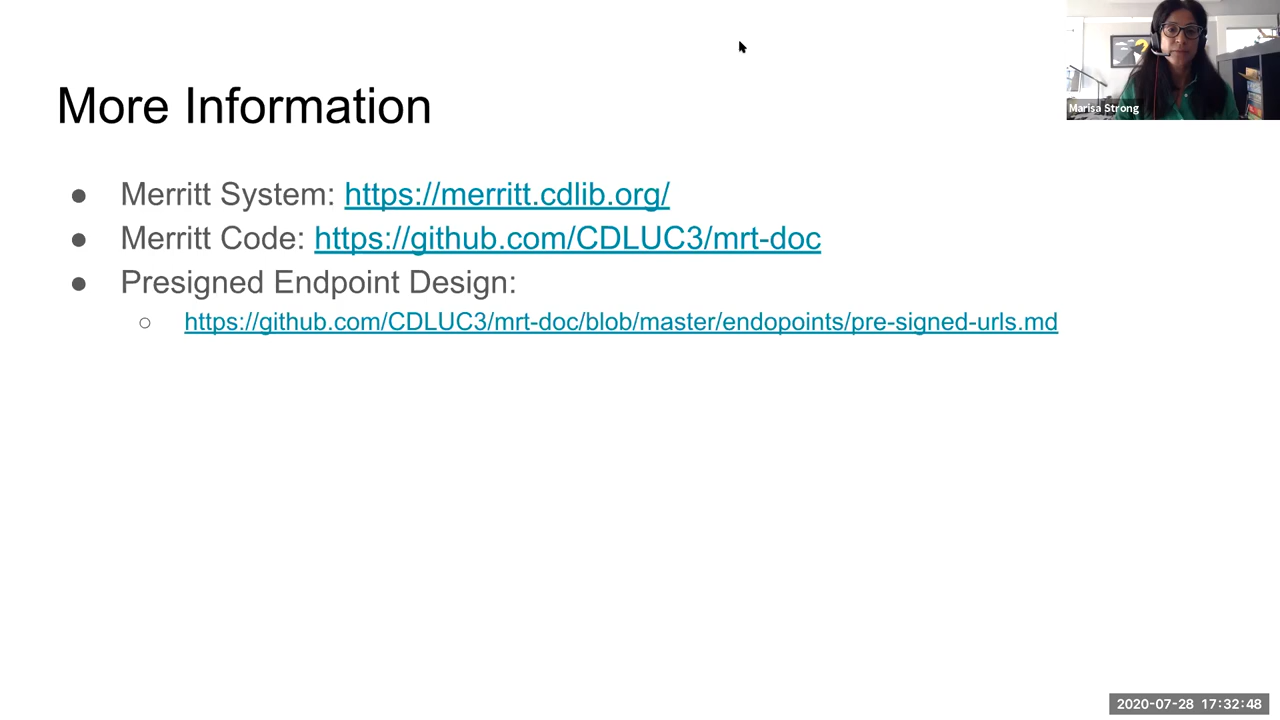 Marisa Strong
More Information
● Merritt System: https://merritt.cdlib.org/
● Merritt Code: https://github.com/CDLUC3/mrt-doc
● Presigned Endpoint Design:
○ https://github.com/CDLUC3/mrt-doc/blob/master/endopoints/pre-signed-urls.md
2020-07-28 17:32:48